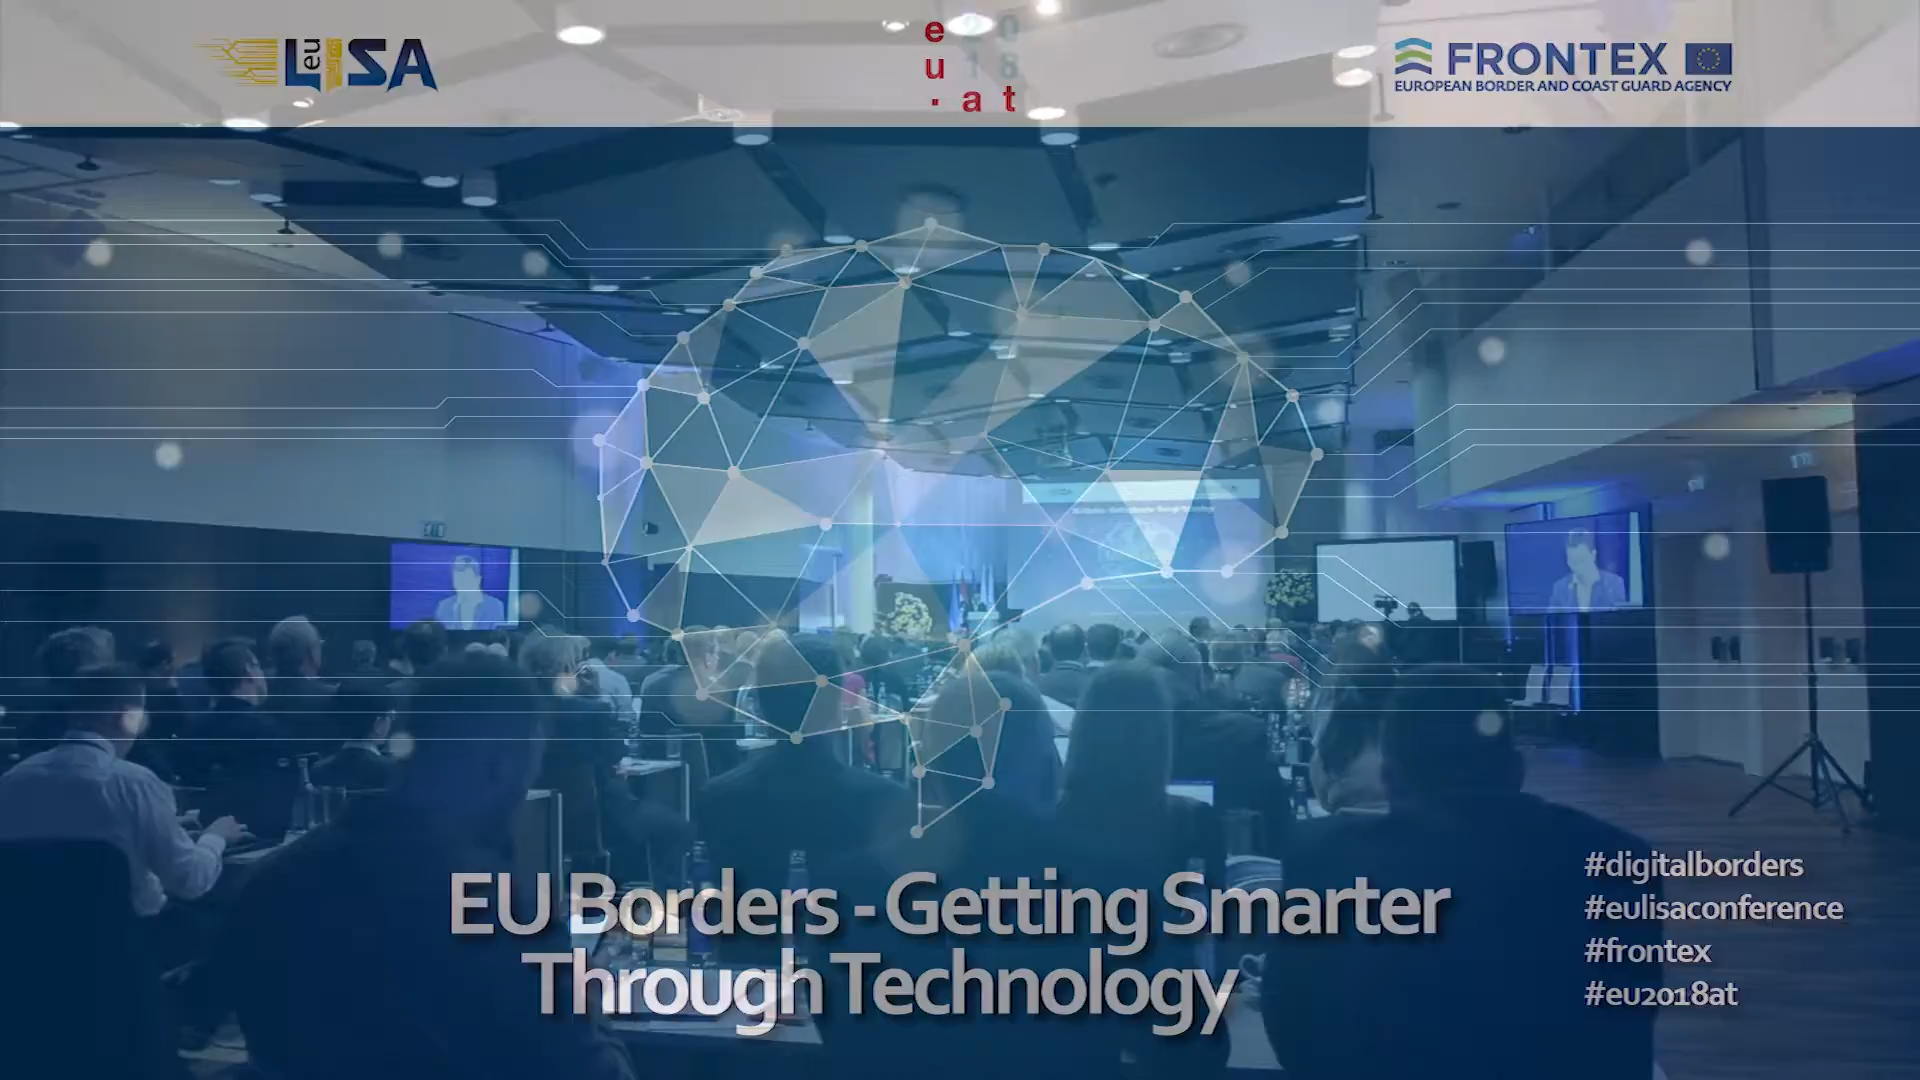 eu LISA
eu 2018 .at
FRONTEX
EUROPEAN BORDER AND COAST GUARD AGENCY
EU Borders - Getting Smarter
Through Technology
#digitalborders
#eulisaconference
#frontex
#eu2018at